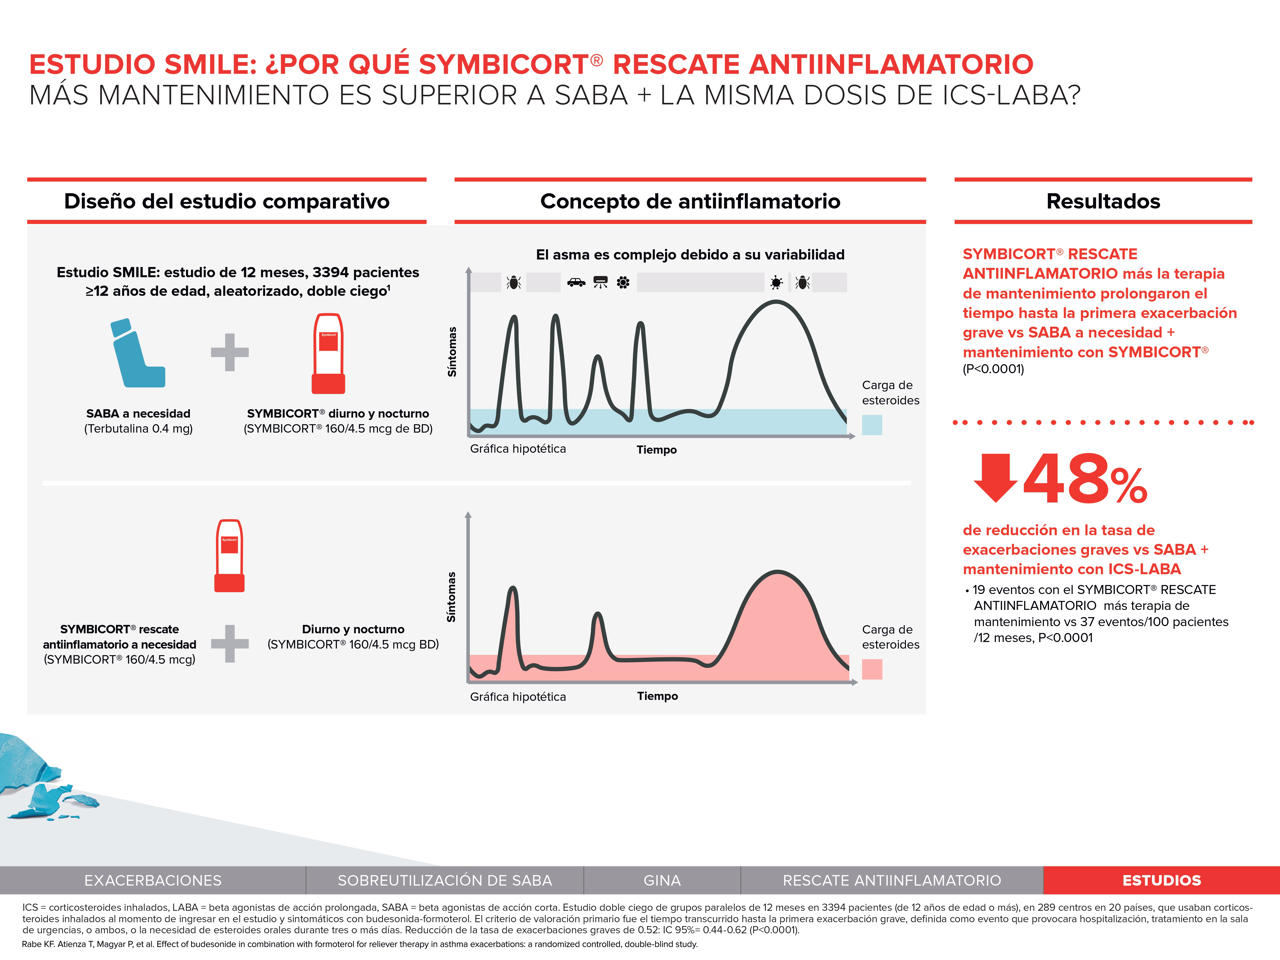 ESTUDIO SMILE: ¿POR QUÉ SYMBICORT® RESCATE ANTIINFLAMATORIO
MÁS MANTENIMIENTO ES SUPERIOR A SABA + LA MISMA DOSIS DE ICS-LABA?
Diseño del estudio comparativo
Estudio SMILE: estudio de 12 meses, 3394 pacientes
≥12 años de edad, aleatorizado, doble ciego¹
SABA a necesidad
(Terbutalina 0.4 mg)
SYMBICORT® diurno y nocturno
(SYMBICORT® 160/4.5 mcg de BD)
SYMBICORT® rescate
antiinflamatorio a necesidad
(SYMBICORT® 160/4.5 mcg)
Diurno y nocturno
(SYMBICORT® 160/4.5 mcg BD)
Concepto de antiinflamatorio
El asma es complejo debido a su variabilidad
Síntomas
Gráfica hipotética
Tiempo
Carga de
esteroides
Síntomas
Gráfica hipotética
Tiempo
Carga de
esteroides
Resultados
SYMBICORT® RESCATE
ANTIINFLAMATORIO más la terapia
de mantenimiento prolongaron el
tiempo hasta la primera exacerbación
grave vs SABA a necesidad +
mantenimiento con SYMBICORT®
(P<0.0001)
48%
de reducción en la tasa de
exacerbaciones graves vs SABA +
mantenimiento con ICS-LABA
• 19 eventos con el SYMBICORT® RESCATE
ANTIINFLAMATORIO más terapia de
mantenimiento vs 37 eventos/100 pacientes
/12 meses, P<0.0001
EXACERBACIONES
SOBREUTILIZACIÓN DE SABA
GINA
RESCATE ANTIINFLAMATORIO
ESTUDIOS
ICS = corticosteroides inhalados, LABA = beta agonistas de acción prolongada, SABA = beta agonistas de acción corta. Estudio doble ciego de grupos paralelos de 12 meses en 3394 pacientes (de 12 años de edad o más), en 289 centros en 20 países, que usaban corticos-
teroides inhalados al momento de ingresar en el estudio y sintomáticos con budesonida-formoterol. El criterio de valoración primario fue el tiempo transcurrido hasta la primera exacerbación grave, definida como evento que provocara hospitalización, tratamiento en la sala
de urgencias, o ambos, o la necesidad de esteroides orales durante tres o más días. Reducción de la tasa de exacerbaciones graves de 0.52: IC 95%= 0.44-0.62 (P<0.0001).
Rabe KF. Atienza T, Magyar P, et al. Effect of budesonide in combination with formoterol for reliever therapy in asthma exacerbations: a randomized controlled, double-blind study.